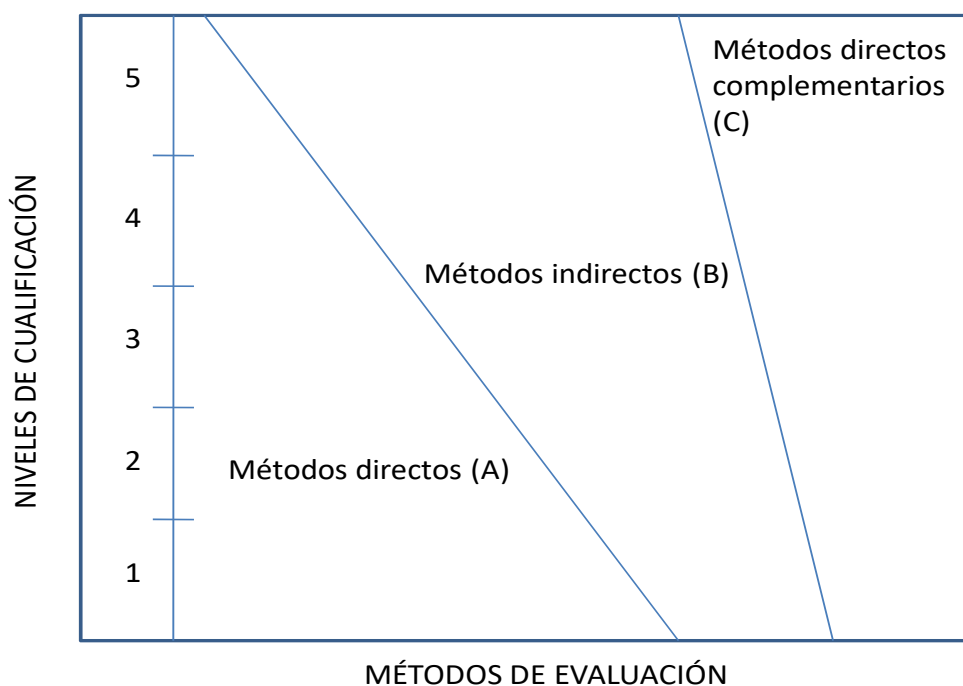 Métodos directos
complementarios
(C)
5
4
Métodos indirectos (B)
3
2
Métodos directos (A)
1
NIVELES DE CUALIFICACIÓN
MÉTODOS DE EVALUACIÓN